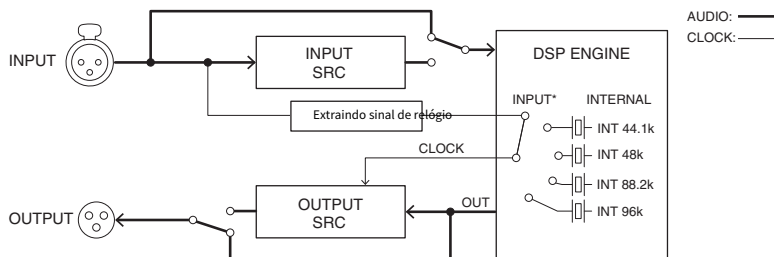 AUDIO:
CLOCK:
INPUT
INPUT
SRC
DSP ENGINE
Extraindo sinal de relógio
INPUT*
INTERNAL
INT 44.1k
INT 48k
INT 88.2k
INT 96k
CLOCK
OUTPUT
OUTPUT
SRC
OUT